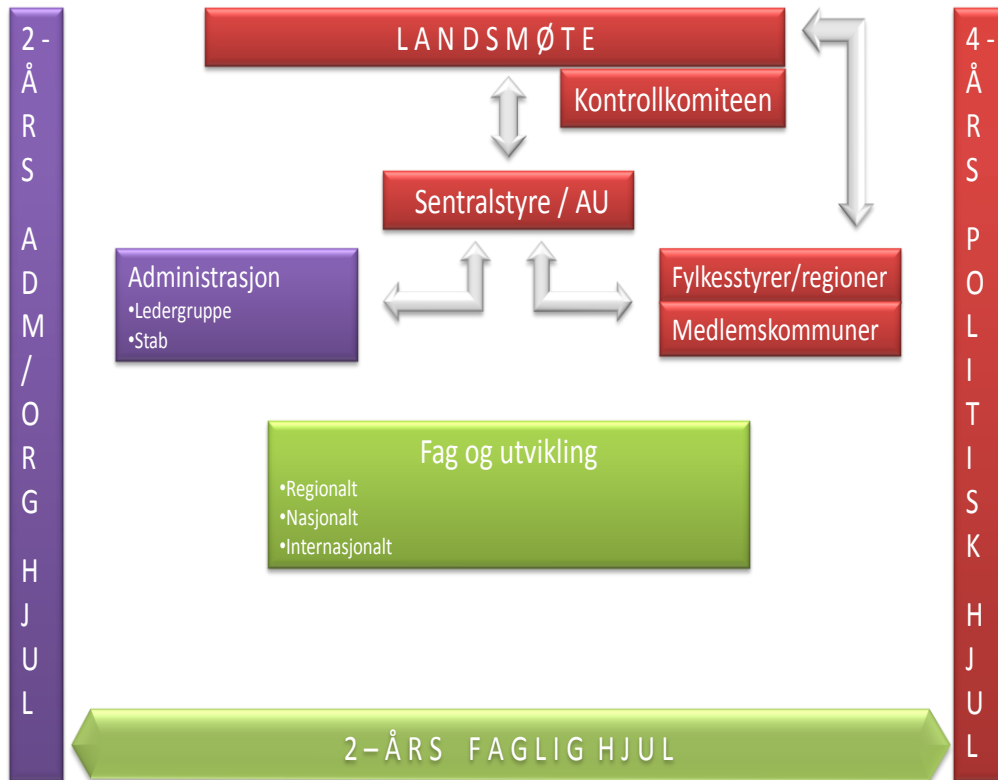 2-ÅRS ADM/ORG HJUL
LANDSMØTE
Kontrollkomiteen
Sentralstyre / AU
Administrasjon
•Ledergruppe
•Stab
Fylkesstyrer/regioner
Medlemskommuner
Fag og utvikling
•Regionalt
•Nasjonalt
•Internasjonalt
2–ÅRS FAGLIG HJUL
4-ÅRS POLITISK HJUL